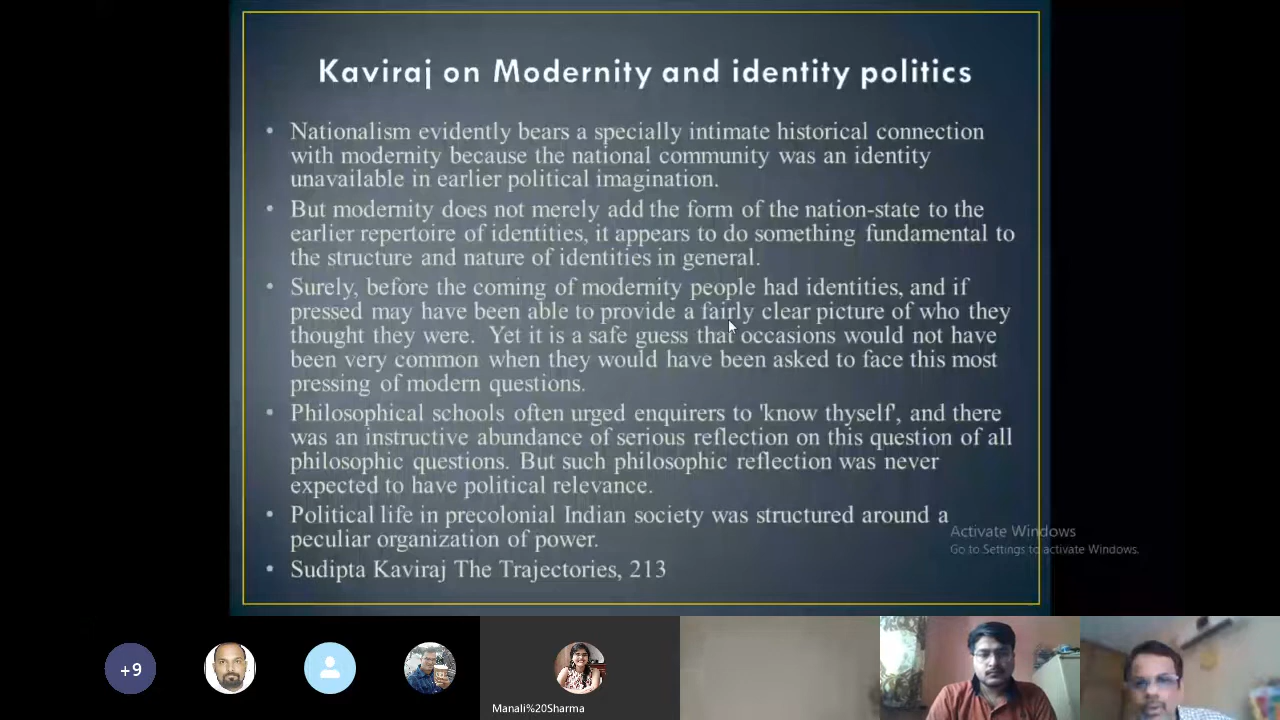 Kaviraj on Modernity and identity politics
• Nationalism evidently bears a specially intimate historical connection
with modernity because the national community was an identity
unavailable in earlier political imagination.
• But modernity does not merely add the form of the nation-state to the
earlier repertoire of identities, it appears to do something fundamental to
the structure and nature of identities in general.
• Surely, before the coming of modernity people had identities, and if
pressed may have been able to provide a fairly clear picture of who they
thought they were. Yet it is a safe guess that occasions would not have
been very common when they would have been asked to face this most
pressing of modern questions.
• Philosophical schools often urged enquirers to 'know thyself', and there
was an instructive abundance of serious reflection on this question of all
philosophic questions. But such philosophic reflection was never
expected to have political relevance.
• Political life in precolonial Indian society was structured around a
peculiar organization of power.
• Sudipta Kaviraj The Trajectories, 213
Activate Windows
Go to Settings to activate Windows.
+9
Manali%20Sharma